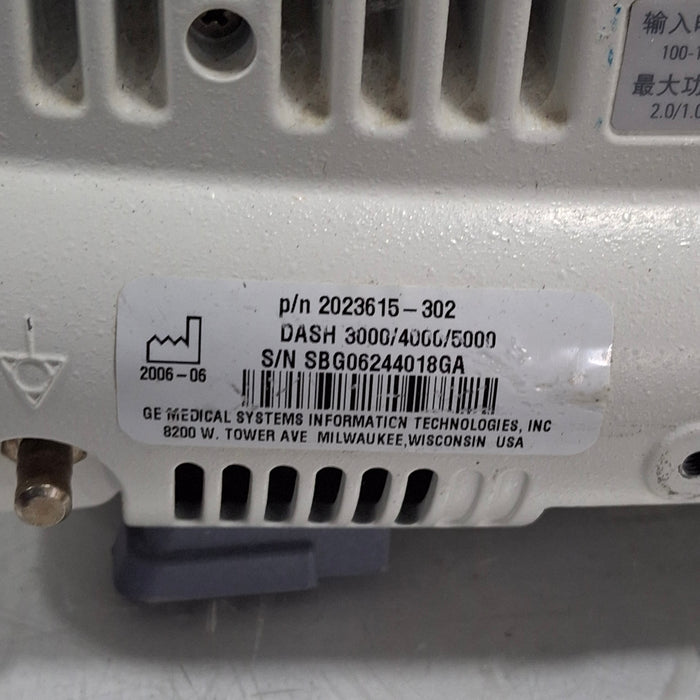 输入
100-1
最大功
2.0/1.0
p/n 2023615-302
DASH 3000/4000/5000
S/N SBG06244018GA
2006-06
GE MEDICAL SYSTEMS INFORMATION TECHNOLOGIES, INC
8200 W. TOWER AVE MILWAUKEE, WISCONSIN USA